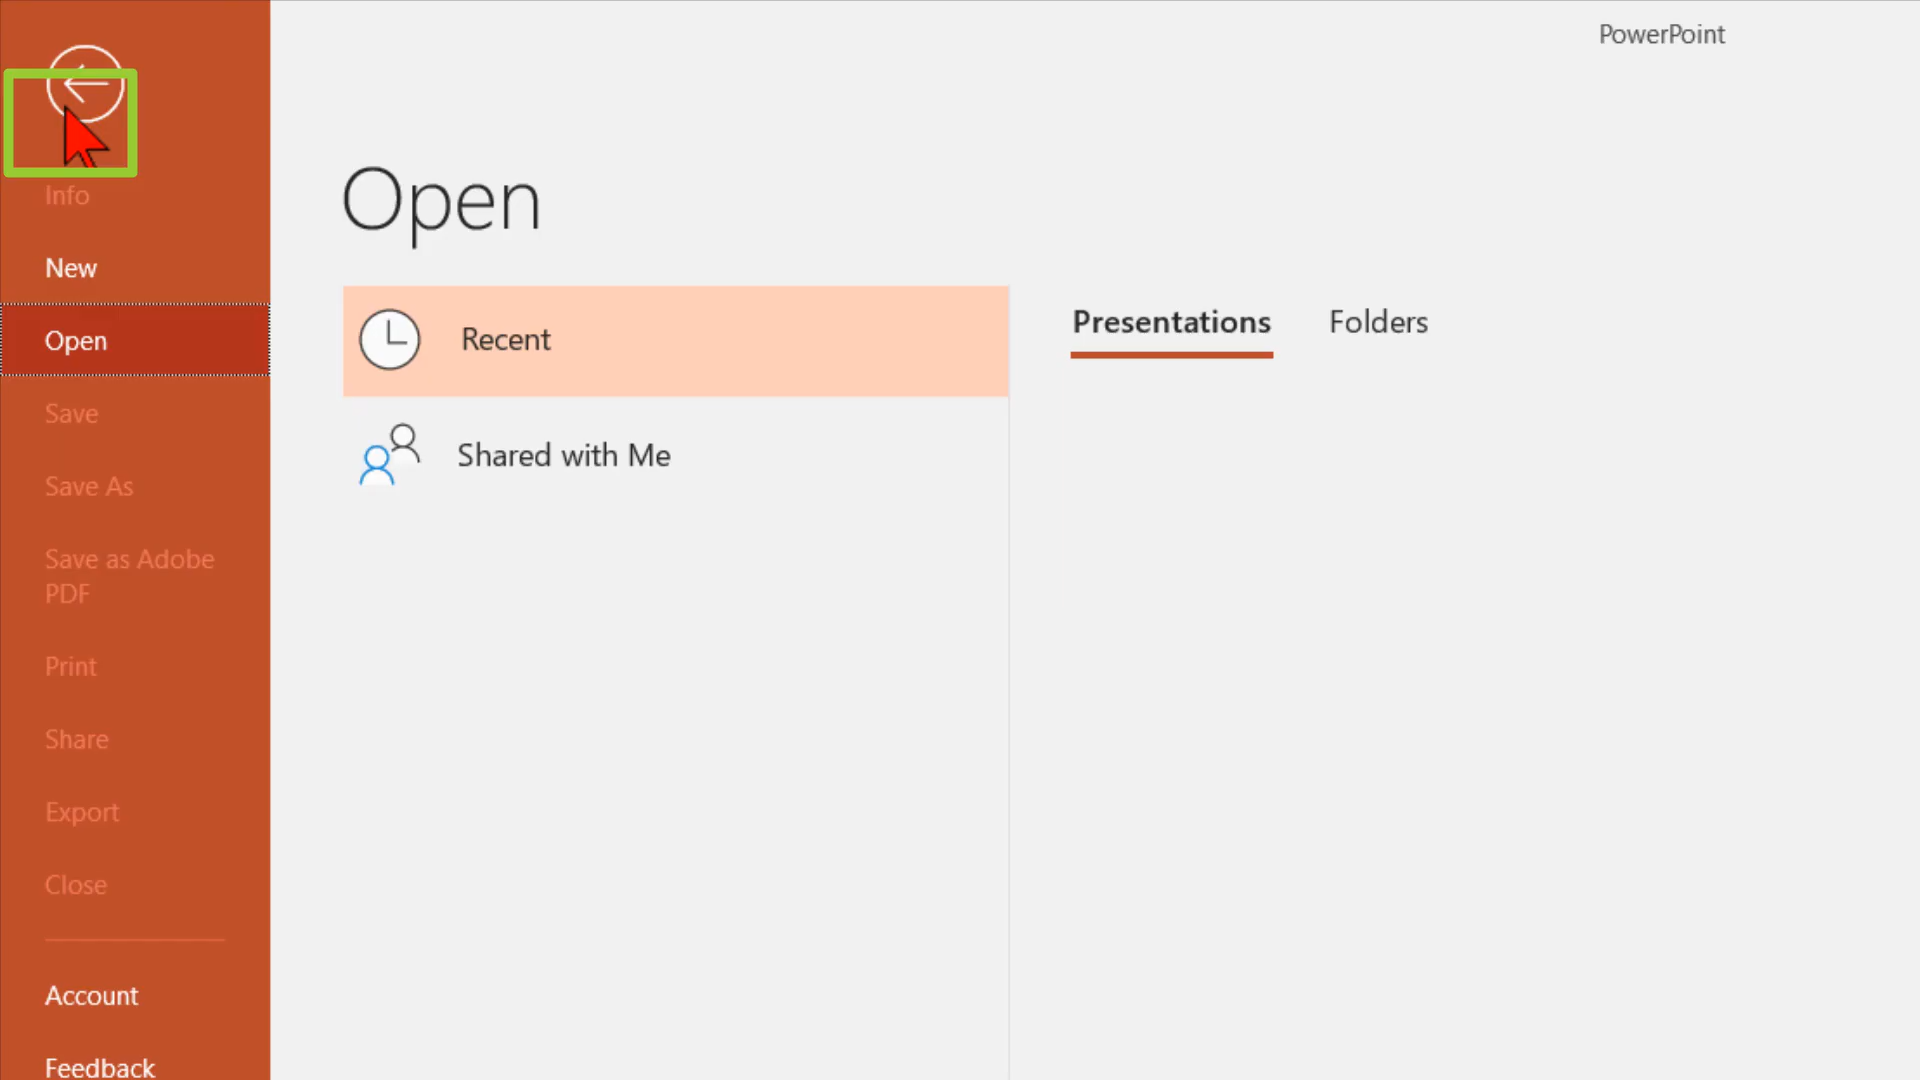 PowerPoint
Info
New
Open
Save
Save As
Save as Adobe
PDF
Print
Share
Export
Close
Account
Feedback
Open
Recent
Shared with Me
Presentations
Folders